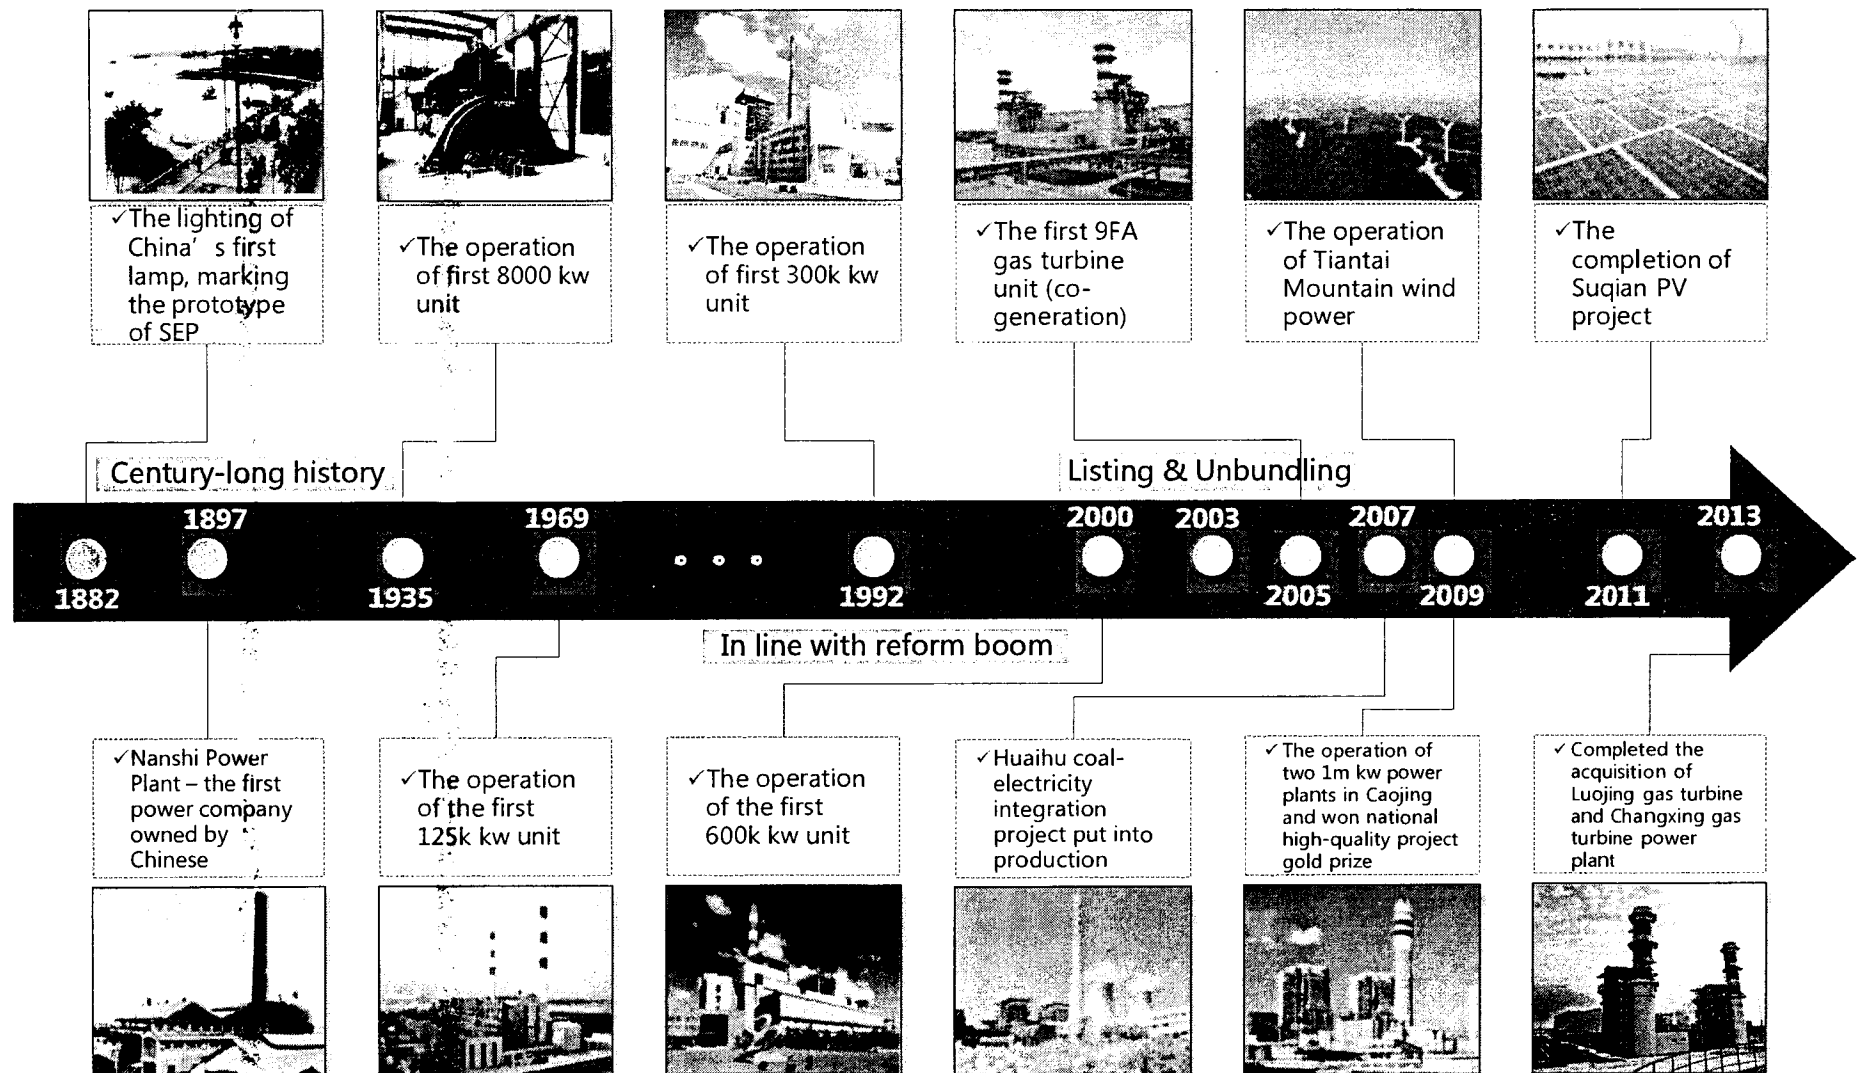 ✓The lighting of
China’ s first
lamp, marking
the prototype
of SEP
✓The operation
of first 8000 kw
unit
✓The operation
of first 300k kw
unit
✓The first 9FA
gas turbine
unit (co-
generation)
✓The operation
of Tiantai
Mountain wind
power
✓The
completion of
Suqian PV
project
Century-long history
Listing & Unbundling
1897
1969
2000
2003
2007
2013
1882
1935
1992
2005
2009
2011
In line with reform boom
✓Nanshi Power
Plant – the first
power company
owned by
Chinese
✓The operation
of the first
125k kw unit
✓The operation
of the first
600k kw unit
✓Huaihu coal-
electricity
integration
project put into
production
✓The operation of
two 1m kw power
plants in Caojing
and won national
high-quality project
gold prize
✓Completed the
acquisition of
Luojing gas turbine
and Changxing gas
turbine power
plant